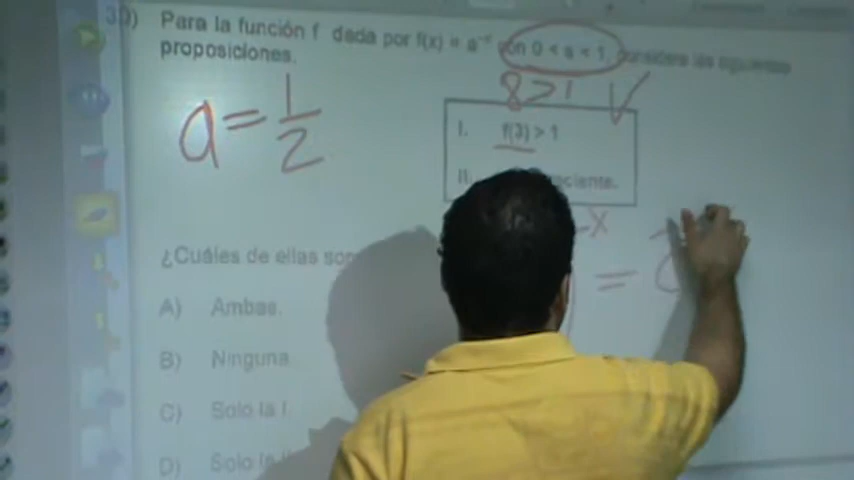 30) Para la función f dada por f(x) = a⁻ˣ con 0 < a < 1, considere las siguientes
proposiciones.
8>1 ✓
a = 1/2
I. f(3) > 1
II.
-x
= 2
¿Cuáles de ellas son
A) Ambas.
B) Ninguna
C) Solo la I.
D) Solo la